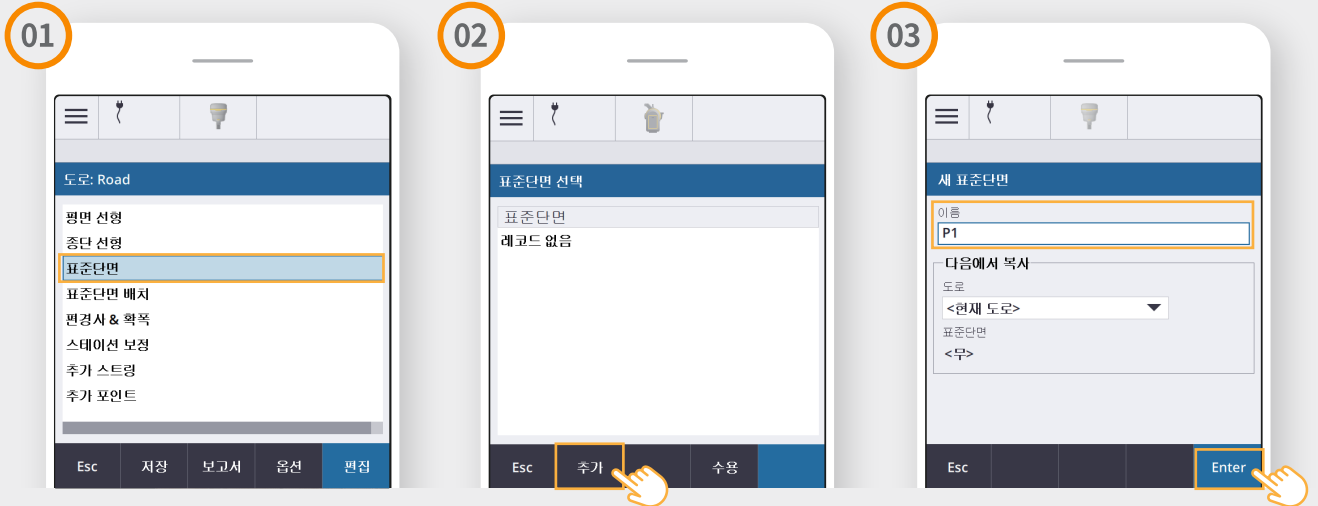 01
도로: Road
평면 선형
종단 선형
표준단면
표준단면 배치
편경사 & 확폭
스테이션 보정
추가 스트링
추가 포인트
Esc 저장 보고서 옵션 편집
02
표준단면 선택
표준단면
레코드 없음
Esc 추가 수용
03
새 표준단면
이름
P1
다음에서 복사
도로
<현재 도로>
표준단면
<무>
Esc Enter